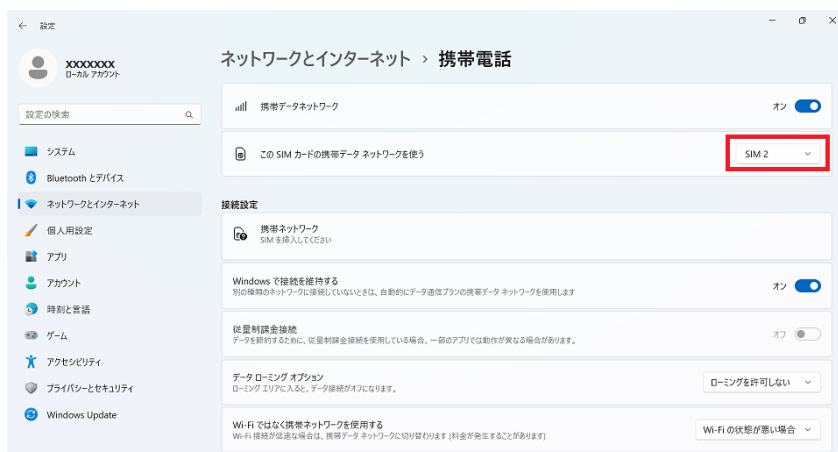 設定
XXXXXXX
ローカル アカウント
設定の検索
システム
Bluetooth とデバイス
ネットワークとインターネット
個人用設定
アプリ
アカウント
時刻と言語
ゲーム
アクセシビリティ
プライバシーとセキュリティ
Windows Update
ネットワークとインターネット › 携帯電話
携帯データネットワーク
オン
この SIM カードの携帯データ ネットワークを使う
SIM 2
接続設定
携帯ネットワーク
SIM を挿入してください
Windows で接続を維持する
別の種類のネットワークに接続していないときは、自動的にデータ通信プランの携帯データ ネットワークを使用します
オン
従量制課金接続
データを節約するために、従量制課金接続を使用している場合、一部のアプリでは動作が異なる場合があります。
オフ
データ ローミング オプション
ローミング エリアに入ると、データ接続がオフになります。
ローミングを許可しない
Wi-Fi ではなく携帯ネットワークを使用する
Wi-Fi 接続が低速な場合は、携帯データ ネットワークに切り替わります (料金が発生することがあります)
Wi-Fi の状態が悪い場合